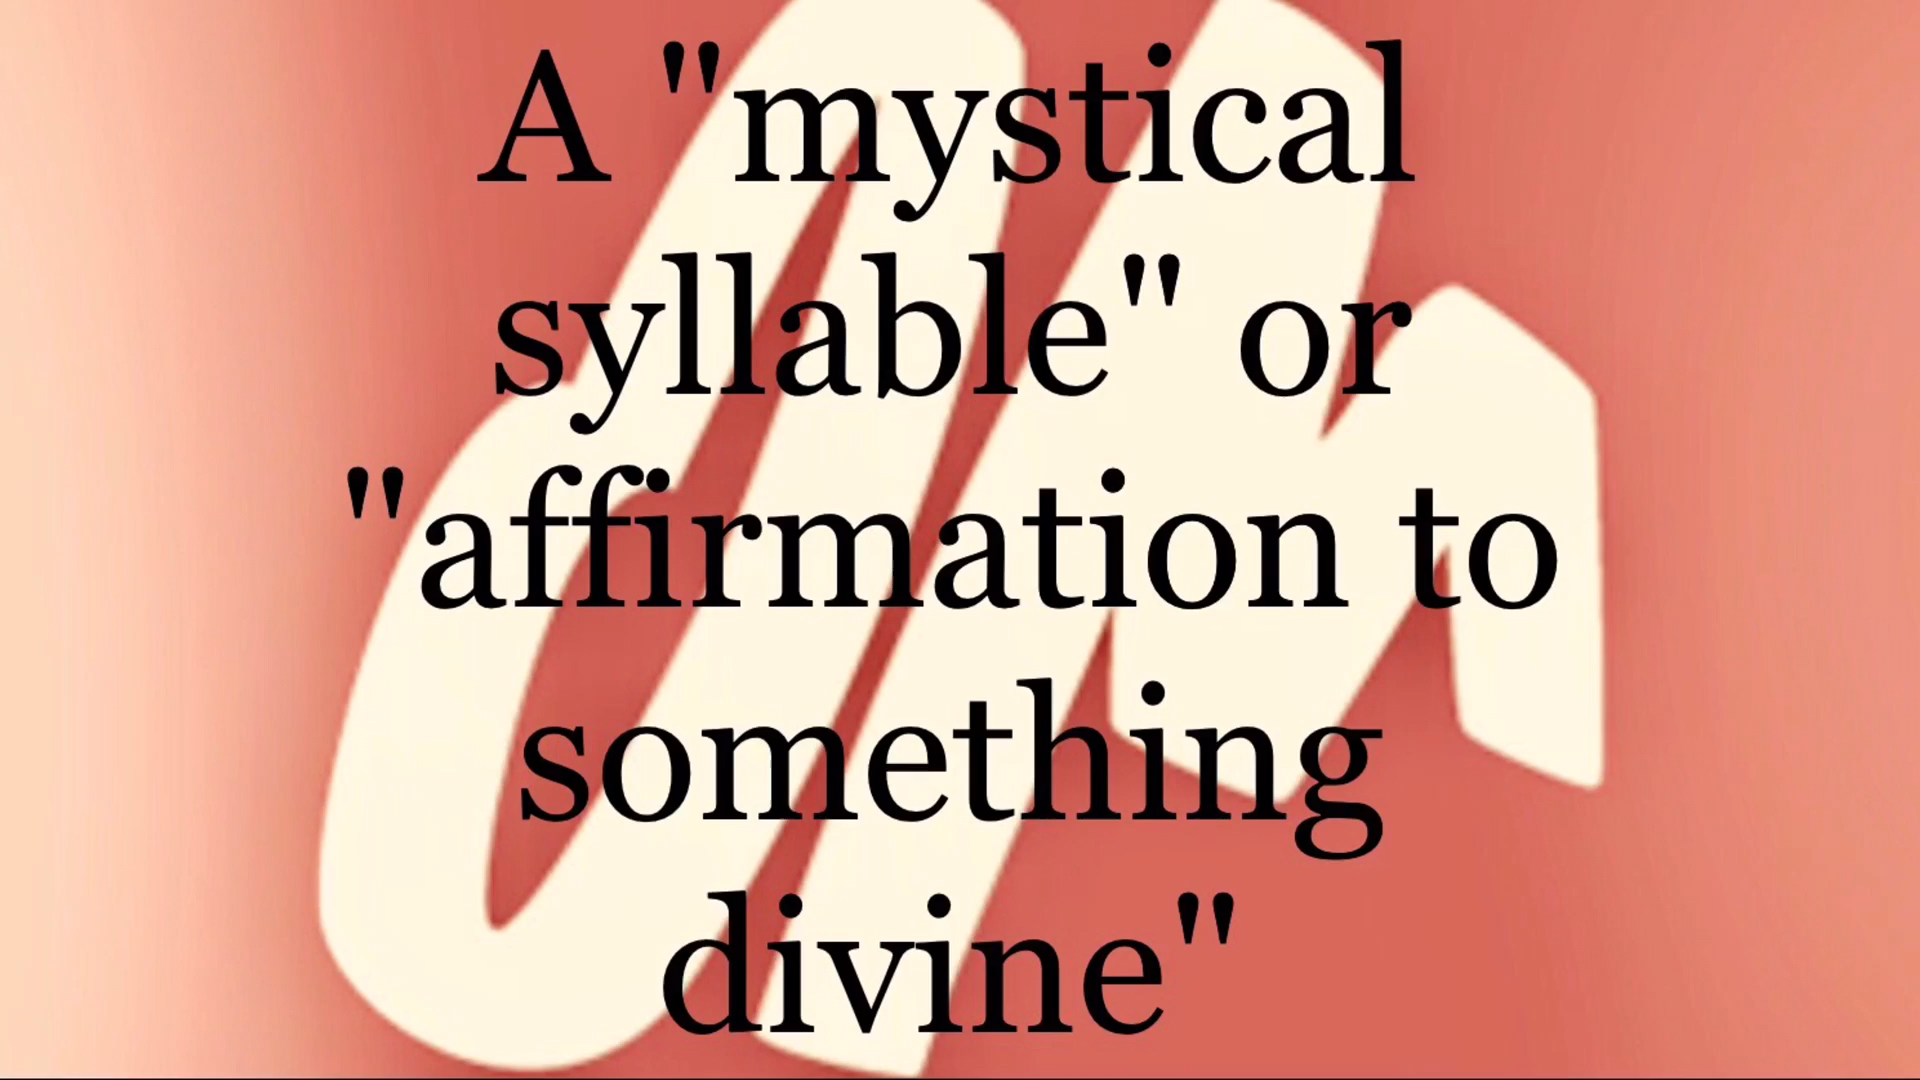 A "mystical
syllable" or
"affirmation to
something
divine"